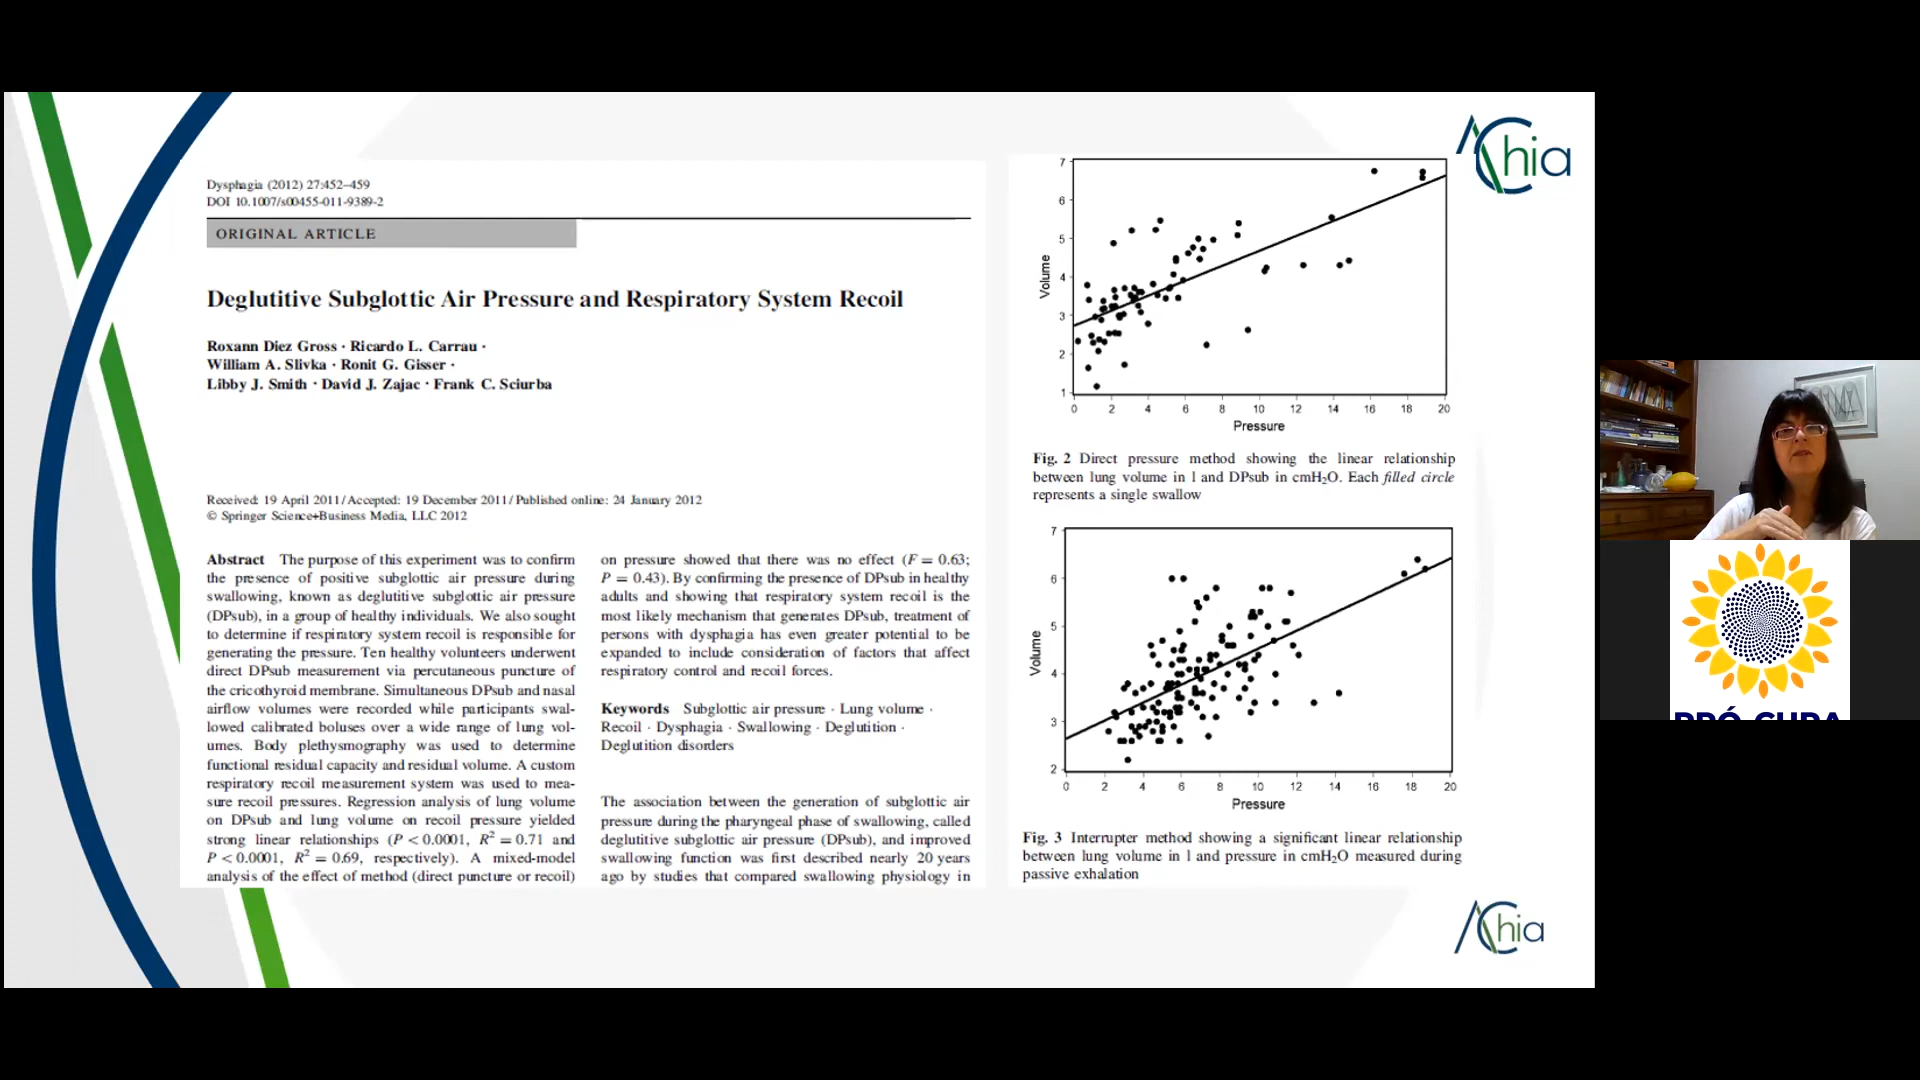 Dysphagia (2012) 27:452–459
DOI 10.1007/s00455-011-9389-2
ORIGINAL ARTICLE
Deglutitive Subglottic Air Pressure and Respiratory System Recoil
Roxann Diez Gross · Ricardo L. Carrau ·
William A. Slivka · Ronit G. Gisser ·
Libby J. Smith · David J. Zajac · Frank C. Sciurba
Received: 19 April 2011 / Accepted: 19 December 2011 / Published online: 24 January 2012
© Springer Science+Business Media, LLC 2012
Abstract The purpose of this experiment was to confirm
the presence of positive subglottic air pressure during
swallowing, known as deglutitive subglottic air pressure
(DPsub), in a group of healthy individuals. We also sought
to determine if respiratory system recoil is responsible for
generating the pressure. Ten healthy volunteers underwent
direct DPsub measurement via percutaneous puncture of
the cricothyroid membrane. Simultaneous DPsub and nasal
airflow volumes were recorded while participants swal-
lowed calibrated boluses over a wide range of lung vol-
umes. Body plethysmography was used to determine
functional residual capacity and residual volume. A custom
respiratory recoil measurement system was used to mea-
sure recoil pressures. Regression analysis of lung volume
on DPsub and lung volume on recoil pressure yielded
strong linear relationships (P < 0.0001, R² = 0.71 and
P < 0.0001, R² = 0.69, respectively). A mixed-model
analysis of the effect of method (direct puncture or recoil)
on pressure showed that there was no effect (F = 0.63;
P = 0.43). By confirming the presence of DPsub in healthy
adults and showing that respiratory system recoil is the
most likely mechanism that generates DPsub, treatment of
persons with dysphagia has even greater potential to be
expanded to include consideration of factors that affect
respiratory control and recoil forces.
Keywords Subglottic air pressure · Lung volume ·
Recoil · Dysphagia · Swallowing · Deglutition ·
Deglutition disorders
The association between the generation of subglottic air
pressure during the pharyngeal phase of swallowing, called
deglutitive subglottic air pressure (DPsub), and improved
swallowing function was first described nearly 20 years
ago by studies that compared swallowing physiology in
7
6
5
4
3
2
1
Volume
0 2 4 6 8 10 12 14 16 18 20
Pressure
Fig. 2 Direct pressure method showing the linear relationship
between lung volume in l and DPsub in cmH₂O. Each filled circle
represents a single swallow
7
6
5
4
3
2
Volume
0 2 4 6 8 10 12 14 16 18 20
Pressure
Fig. 3 Interrupter method showing a significant linear relationship
between lung volume in l and pressure in cmH₂O measured during
passive exhalation
AChia
AChia
PRÓ-CURA